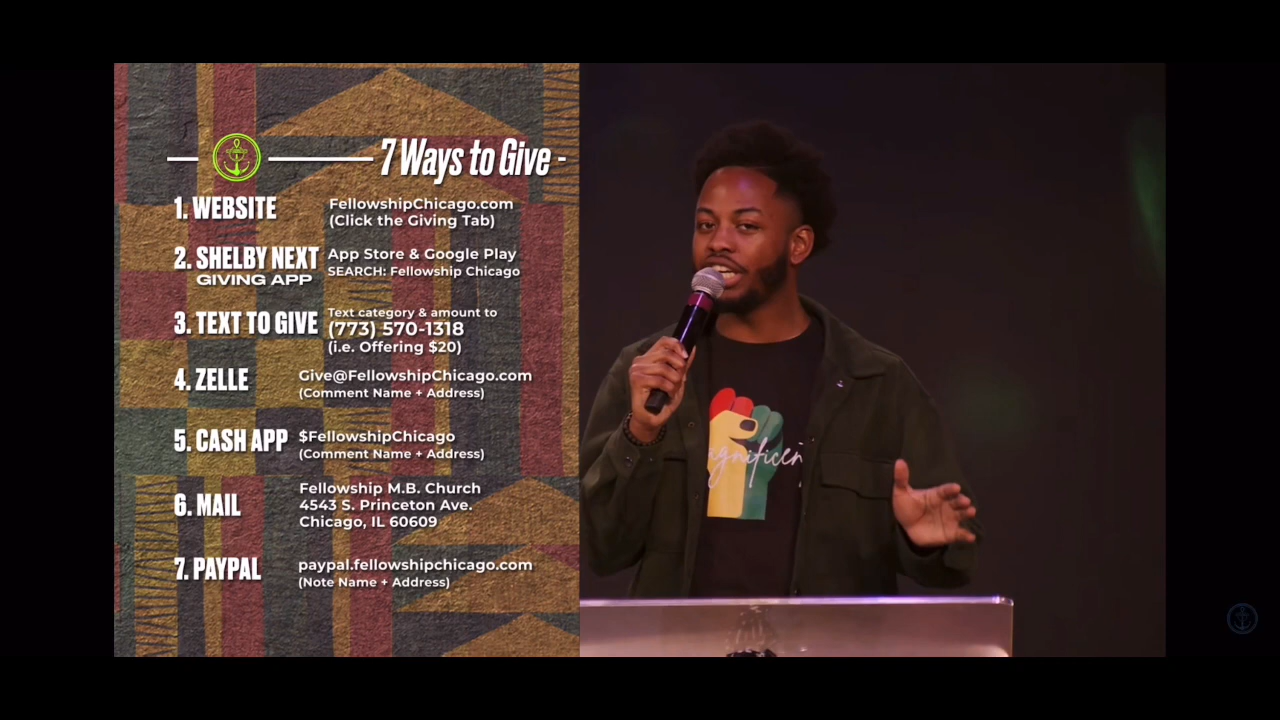 7 Ways to Give
1. WEBSITE
FellowshipChicago.com
(Click the Giving Tab)
2. SHELBY NEXT
GIVING APP
App Store & Google Play
SEARCH: Fellowship Chicago
3. TEXT TO GIVE
Text category & amount to
(773) 570-1318
(i.e. Offering $20)
4. ZELLE
Give@FellowshipChicago.com
(Comment Name + Address)
5. CASH APP
$FellowshipChicago
(Comment Name + Address)
6. MAIL
Fellowship M.B. Church
4543 S. Princeton Ave.
Chicago, IL 60609
7. PAYPAL
paypal.fellowshipchicago.com
(Note Name + Address)